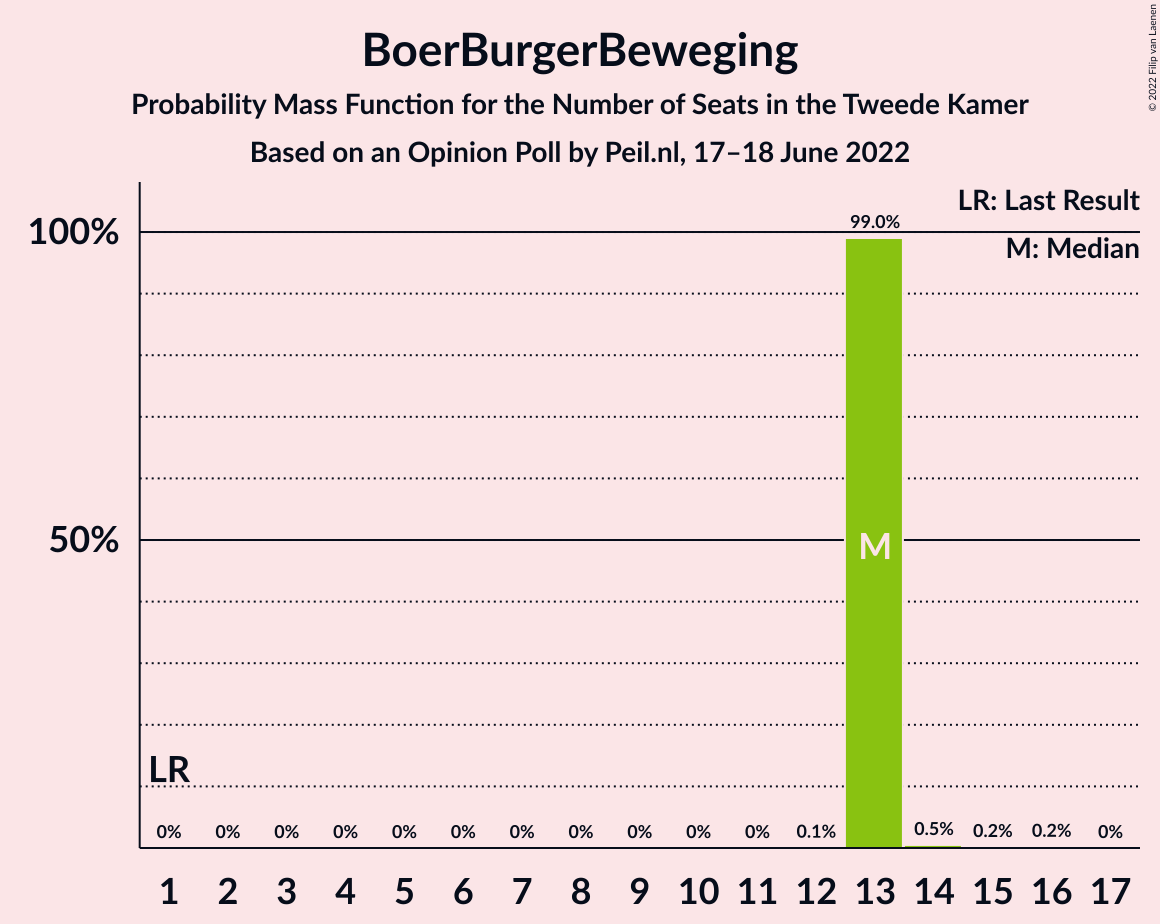 BoerBurgerBeweging
Probability Mass Function for the Number of Seats in the Tweede Kamer
Based on an Opinion Poll by Peil.nl, 17–18 June 2022
© 2022 Filip van Laenen
LR: Last Result
M: Median
100%
50%
99.0%
M
LR
0% 0% 0% 0% 0% 0% 0% 0% 0% 0% 0% 0.1% 0.5% 0.2% 0.2% 0%
1 2 3 4 5 6 7 8 9 10 11 12 13 14 15 16 17